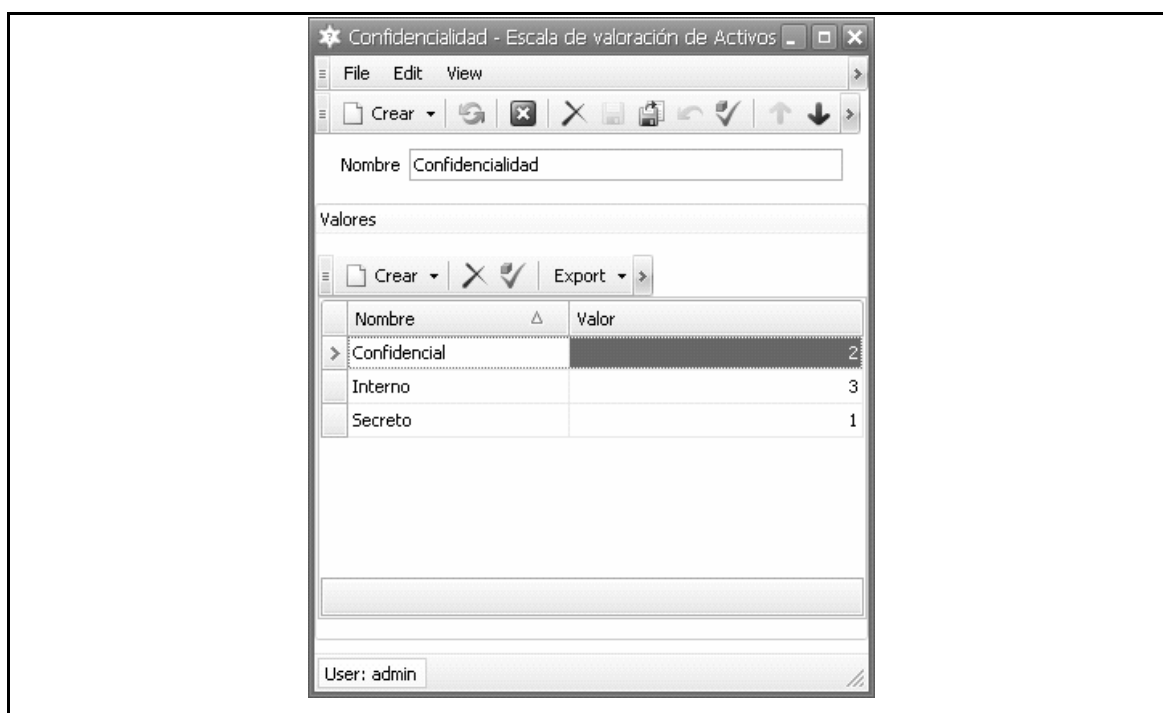 Confidencialidad - Escala de valoración de Activos
File Edit View
Crear
Nombre Confidencialidad
Valores
Crear Export
Nombre Valor
Confidencial 2
Interno 3
Secreto 1
User: admin